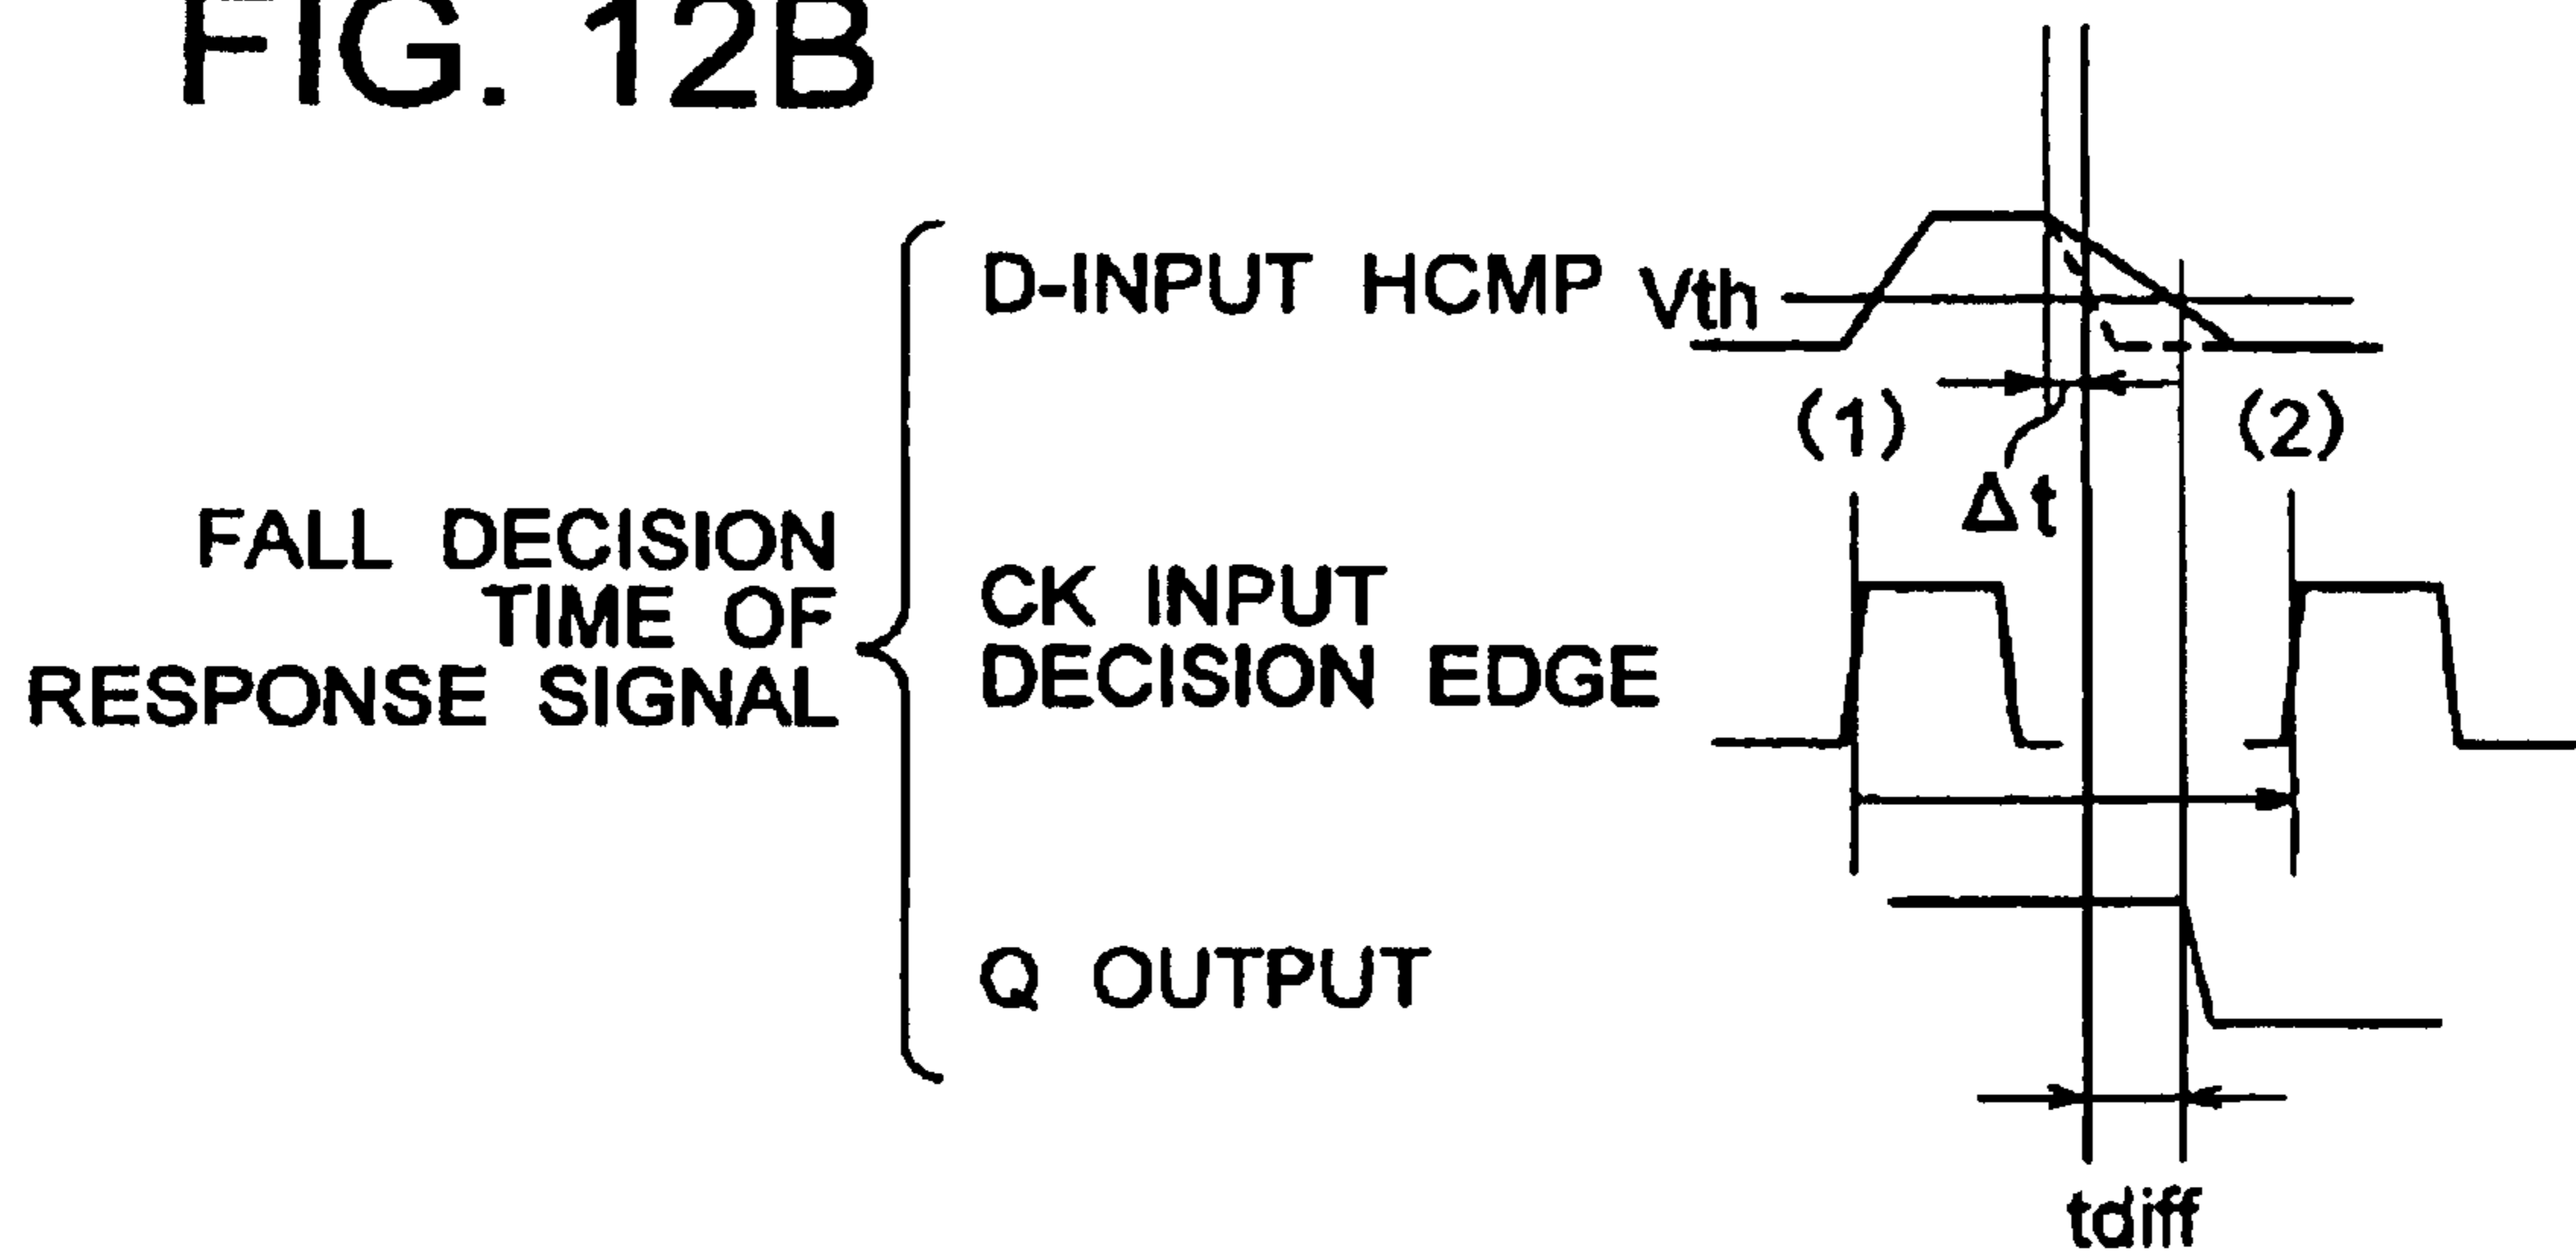 FIG. 12B
D-INPUT HCMP Vth
(1)
(2)
Δt
FALL DECISION
TIME OF
RESPONSE SIGNAL
CK INPUT
DECISION EDGE
Q OUTPUT
tdiff